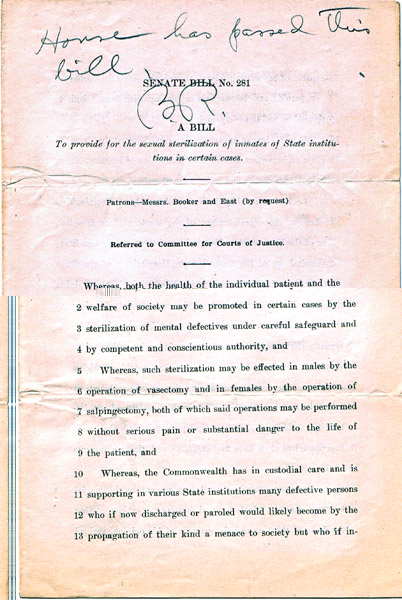 House has passed This
bill
SENATE BILL No. 281
A BILL
To provide for the sexual sterilization of inmates of State institu-
tions in certain cases.
Patrons—Messrs. Booker and East (by request)
Referred to Committee for Courts of Justice.
Whereas, both the health of the individual patient and the
2 welfare of society may be promoted in certain cases by the
3 sterilization of mental defectives under careful safeguard and
4 by competent and conscientious authority, and
5 Whereas, such sterilization may be effected in males by the
6 operation of vasectomy and in females by the operation of
7 salpingectomy, both of which said operations may be performed
8 without serious pain or substantial danger to the life of
9 the patient, and
10 Whereas, the Commonwealth has in custodial care and is
11 supporting in various State institutions many defective persons
12 who if now discharged or paroled would likely become by the
13 propagation of their kind a menace to society but who if in-